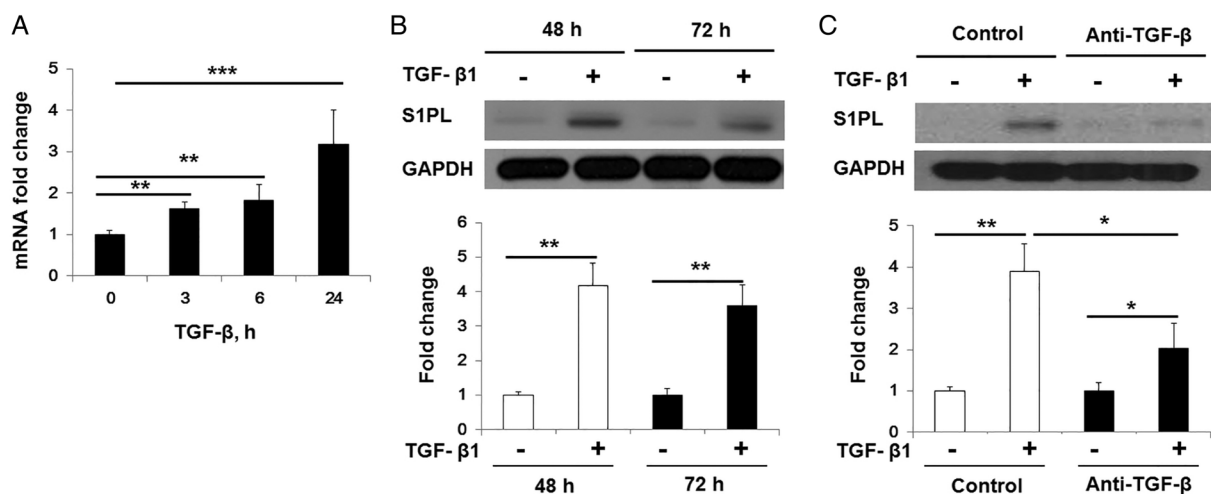 A
mRNA fold change
5
4
3
2
1
0
***
**
**
0 3 6 24
TGF-β, h
B
48 h 72 h
TGF- β1 - + - +
S1PL
GAPDH
Fold change
6
5
4
3
2
1
0
**
**
TGF- β1 - + - +
48 h 72 h
C
Control Anti-TGF-β
TGF- β1 - + - +
S1PL
GAPDH
Fold change
5
4
3
2
1
0
**
*
*
TGF- β1 - + - +
Control Anti-TGF-β